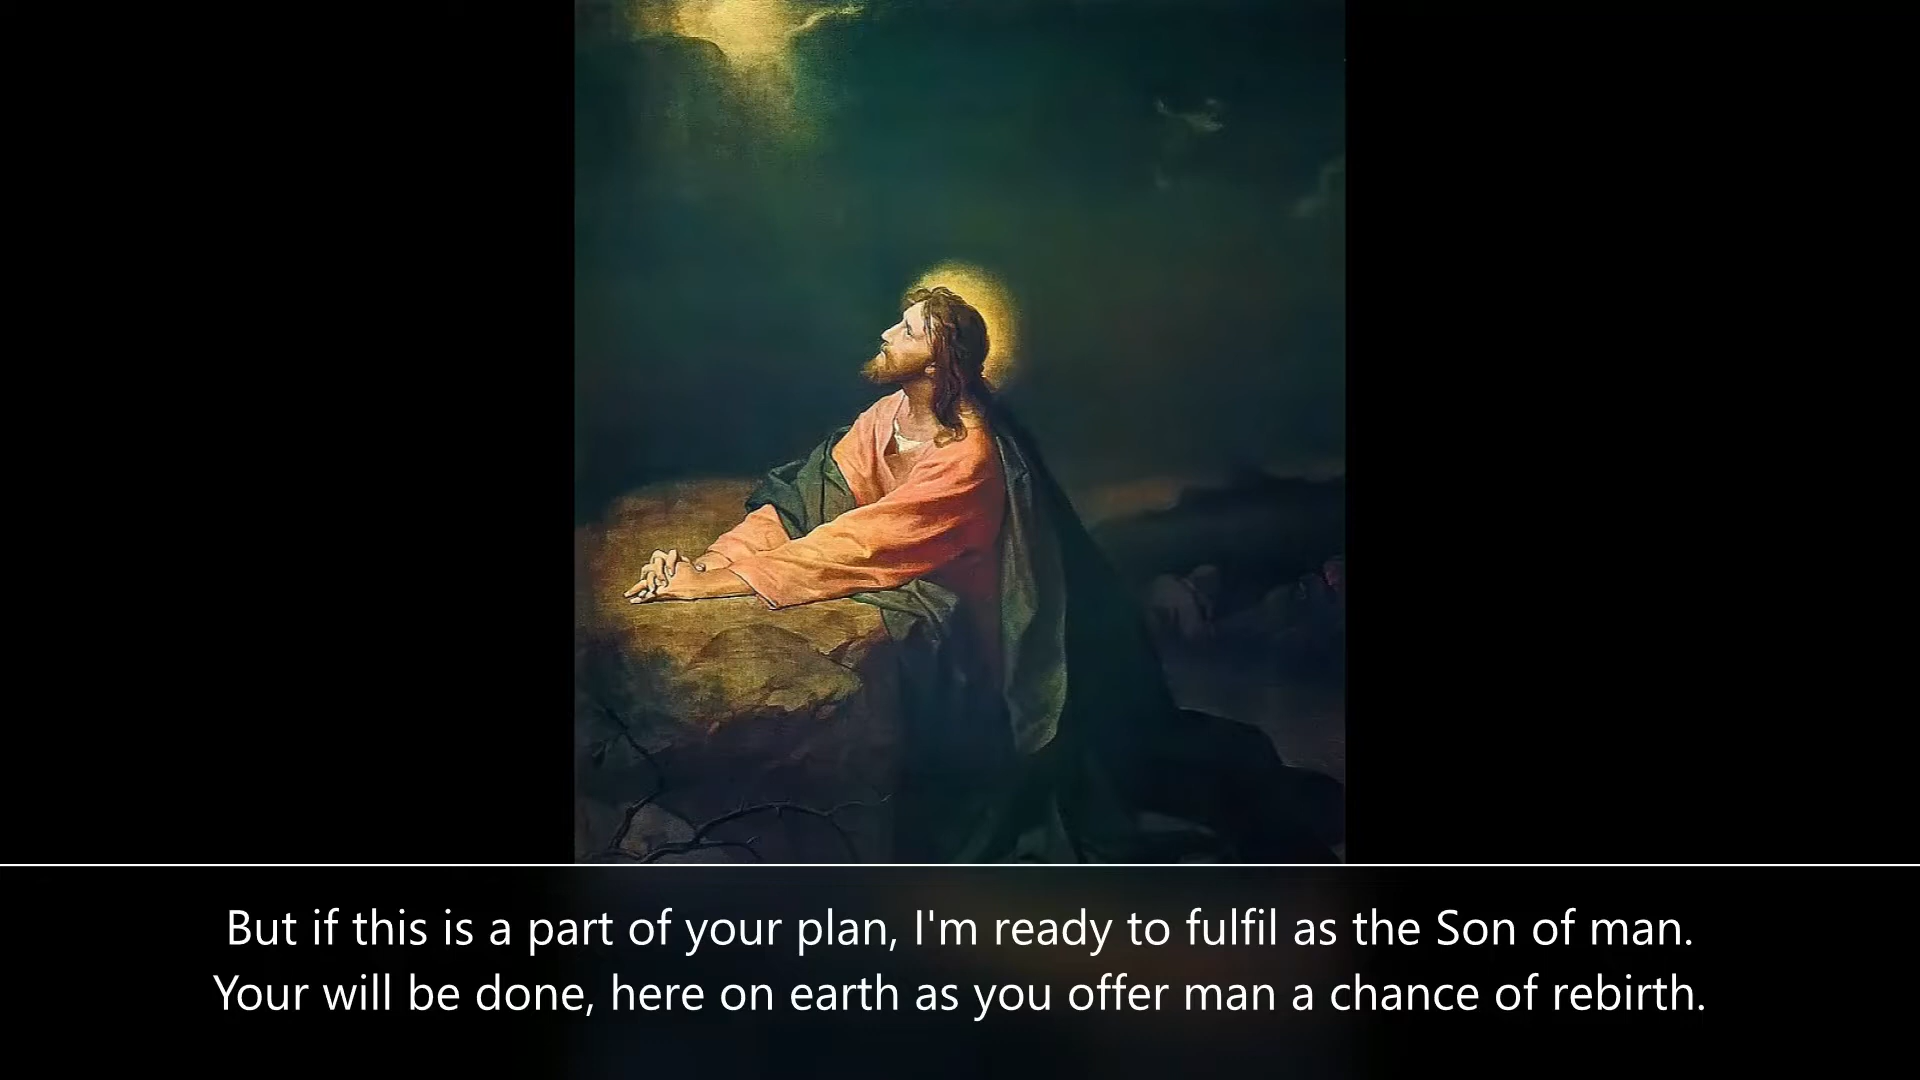 But if this is a part of your plan, I'm ready to fulfil as the Son of man.
Your will be done, here on earth as you offer man a chance of rebirth.